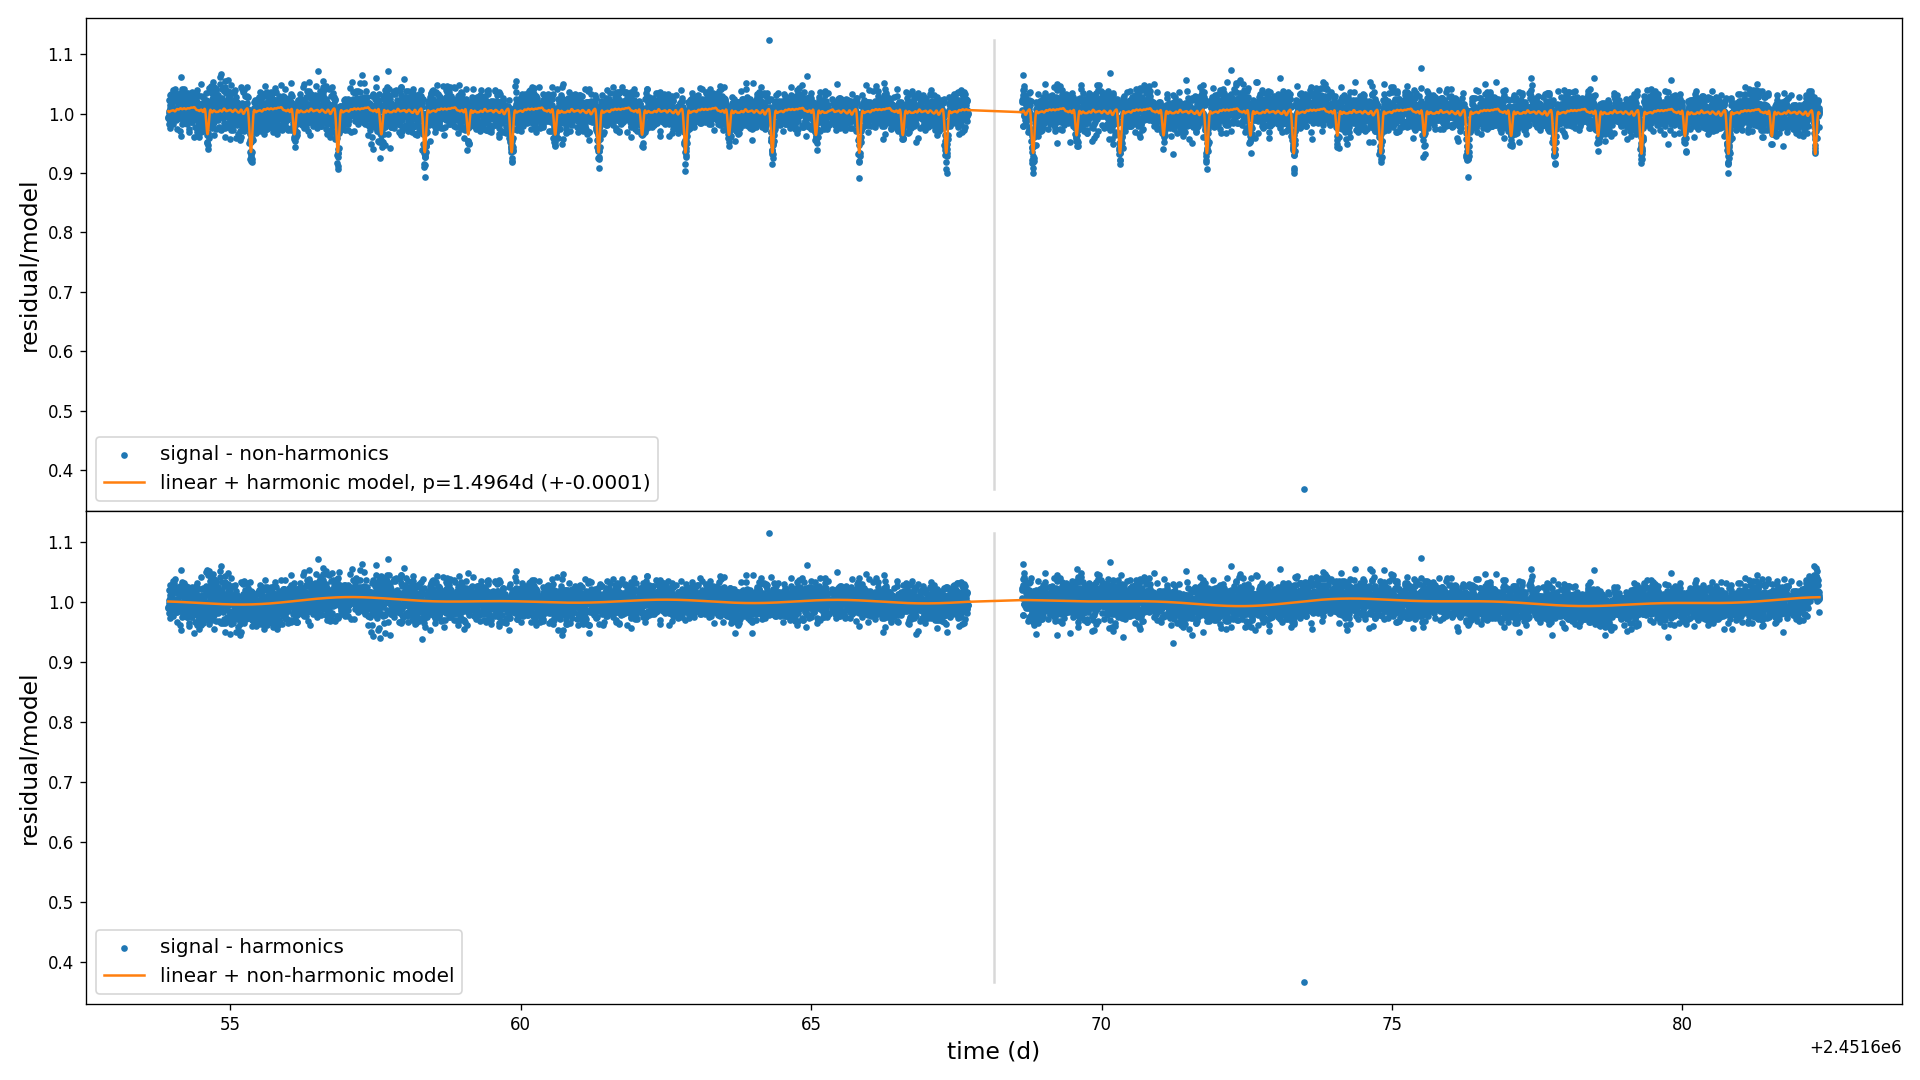 1.1
1.0
0.9
0.8
0.7
0.6
0.5
0.4
residual/model
signal - non-harmonics
linear + harmonic model, p=1.4964d (+-0.0001)
1.1
1.0
0.9
0.8
0.7
0.6
0.5
0.4
residual/model
signal - harmonics
linear + non-harmonic model
55
60
65
70
75
80
time (d)
+2.4516e6